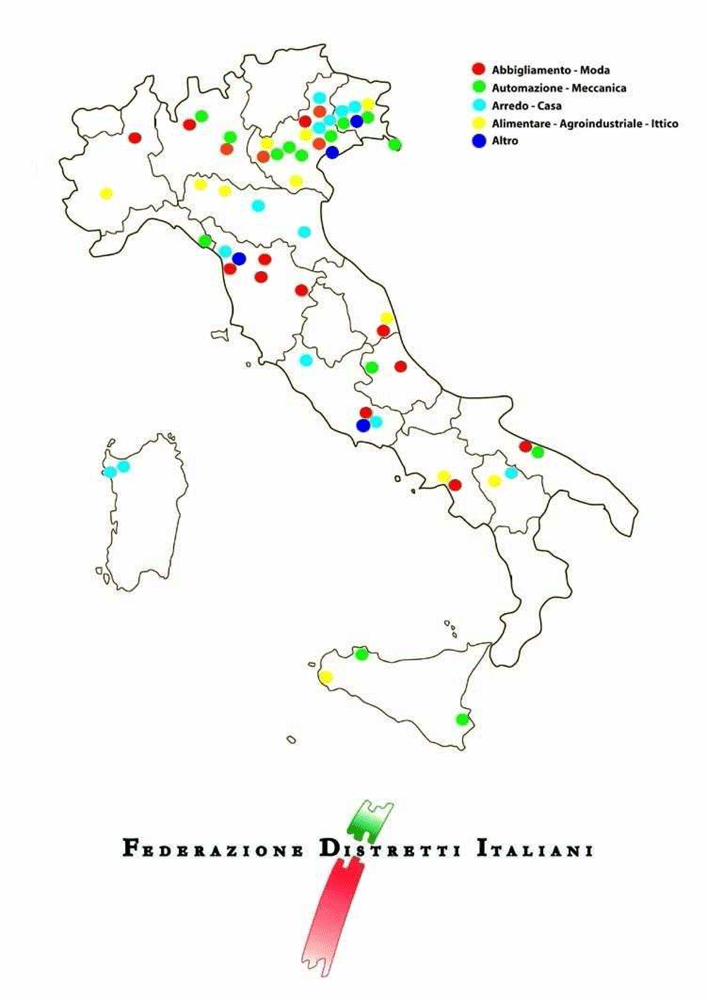 Abbigliamento - Moda
Automazione - Meccanica
Arredo - Casa
Alimentare - Agroindustriale - Ittico
Altro
FEDERAZIONE DISTRETTI ITALIANI